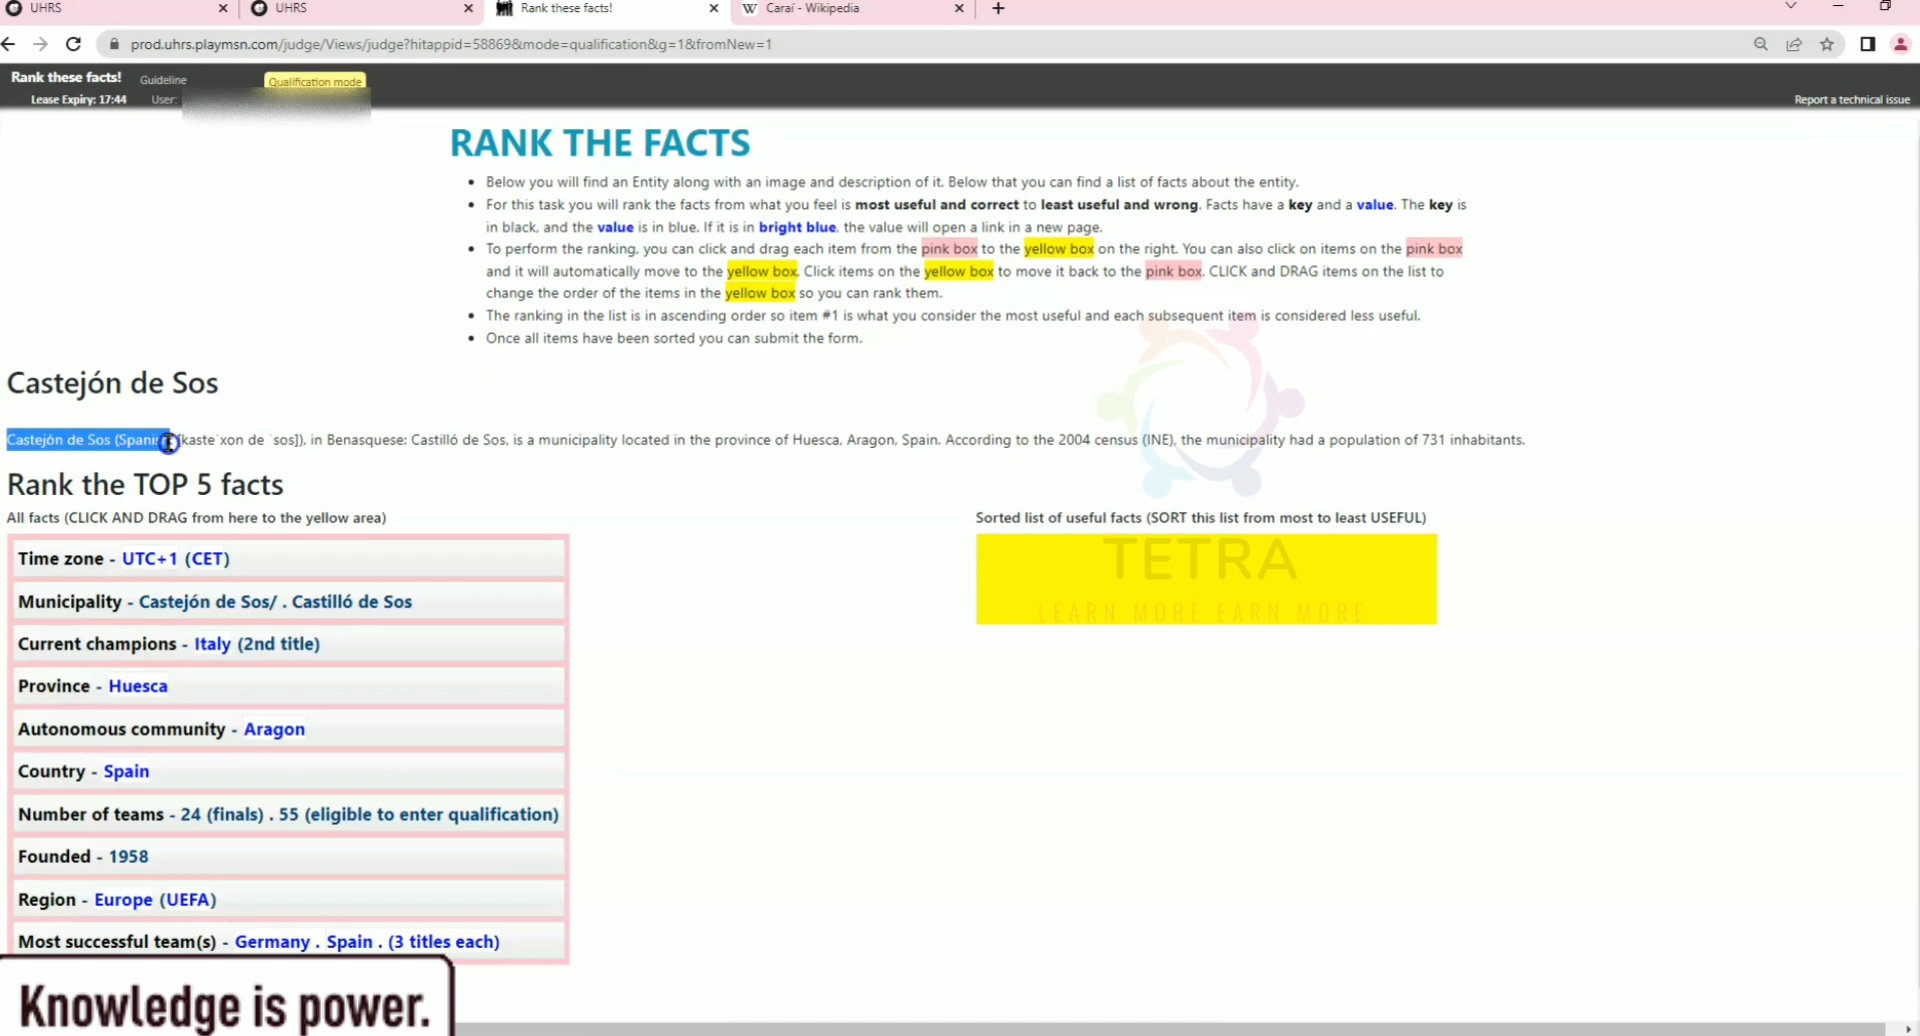 UHRS
UHRS
Rank these facts!
Caraí - Wikipedia
prod.uhrs.playmsn.com/judge/Views/judge?hitappid=58869&mode=qualification&g=1&fromNew=1
Rank these facts! Guideline Qualification mode
Lease Expiry: 17:44 User:
Report a technical issue
RANK THE FACTS
• Below you will find an Entity along with an image and description of it. Below that you can find a list of facts about the entity.
• For this task you will rank the facts from what you feel is most useful and correct to least useful and wrong. Facts have a key and a value. The key is
in black, and the value is in blue. If it is in bright blue, the value will open a link in a new page.
• To perform the ranking, you can click and drag each item from the pink box to the yellow box on the right. You can also click on items on the pink box
and it will automatically move to the yellow box. Click items on the yellow box to move it back to the pink box. CLICK and DRAG items on the list to
change the order of the items in the yellow box so you can rank them.
• The ranking in the list is in ascending order so item #1 is what you consider the most useful and each subsequent item is considered less useful.
• Once all items have been sorted you can submit the form.
Castejón de Sos
Castejón de Sos (Spanish [kasteˈxon de ˈsos]), in Benasquese: Castilló de Sos, is a municipality located in the province of Huesca, Aragon, Spain. According to the 2004 census (INE), the municipality had a population of 731 inhabitants.
Rank the TOP 5 facts
All facts (CLICK AND DRAG from here to the yellow area)
Time zone - UTC+1 (CET)
Municipality - Castejón de Sos/ . Castilló de Sos
Current champions - Italy (2nd title)
Province - Huesca
Autonomous community - Aragon
Country - Spain
Number of teams - 24 (finals) . 55 (eligible to enter qualification)
Founded - 1958
Region - Europe (UEFA)
Most successful team(s) - Germany . Spain . (3 titles each)
Sorted list of useful facts (SORT this list from most to least USEFUL)
TETRA
LEARN MORE EARN MORE
Knowledge is power.